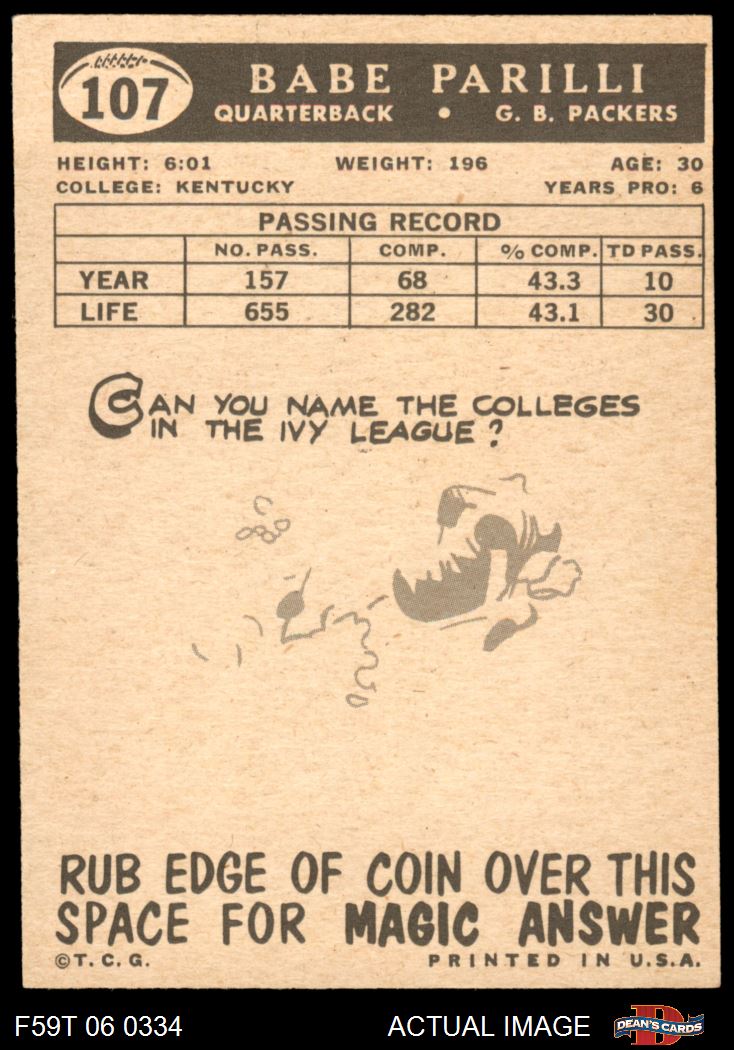 107
BABE PARILLI
QUARTERBACK • G. B. PACKERS
HEIGHT: 6:01 WEIGHT: 196 AGE: 30
COLLEGE: KENTUCKY YEARS PRO: 6
PASSING RECORD
NO. PASS. COMP. % COMP. TD PASS.
YEAR 157 68 43.3 10
LIFE 655 282 43.1 30
CAN YOU NAME THE COLLEGES
IN THE IVY LEAGUE?
RUB EDGE OF COIN OVER THIS
SPACE FOR MAGIC ANSWER
©T. C. G. PRINTED IN U.S.A.
F59T 06 0334 ACTUAL IMAGE D DEAN'S CARDS